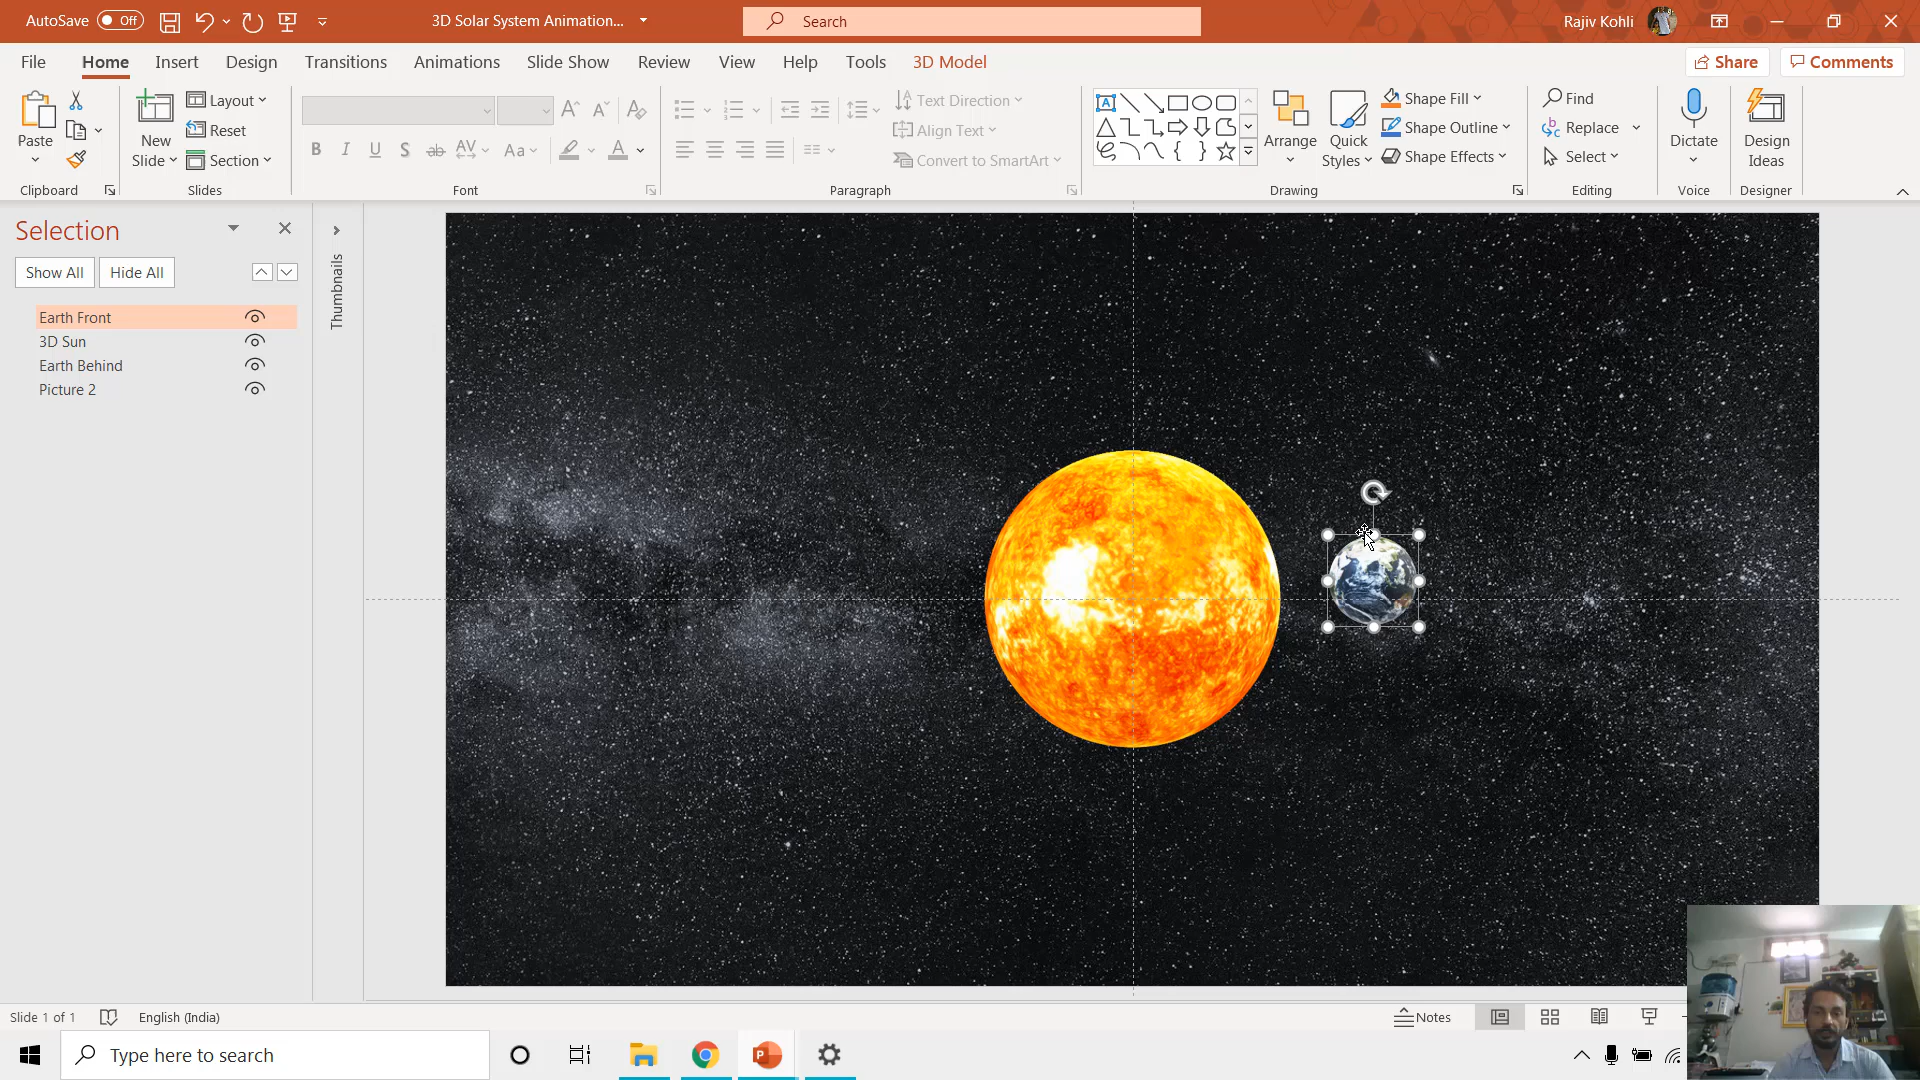 AutoSave Off 3D Solar System Animation... Search Rajiv Kohli
File Home Insert Design Transitions Animations Slide Show Review View Help Tools 3D Model Share Comments
Paste New Slide Layout Reset Section
B I U S ab AV Aa A
Text Direction
Align Text
Convert to SmartArt
Arrange Quick Styles Shape Fill Shape Outline Shape Effects
Find
Replace
Select
Dictate Design Ideas
Clipboard Slides Font Paragraph Drawing Editing Voice Designer
Selection
Show All Hide All
Earth Front
3D Sun
Earth Behind
Picture 2
Thumbnails
Slide 1 of 1 English (India) Notes
Type here to search